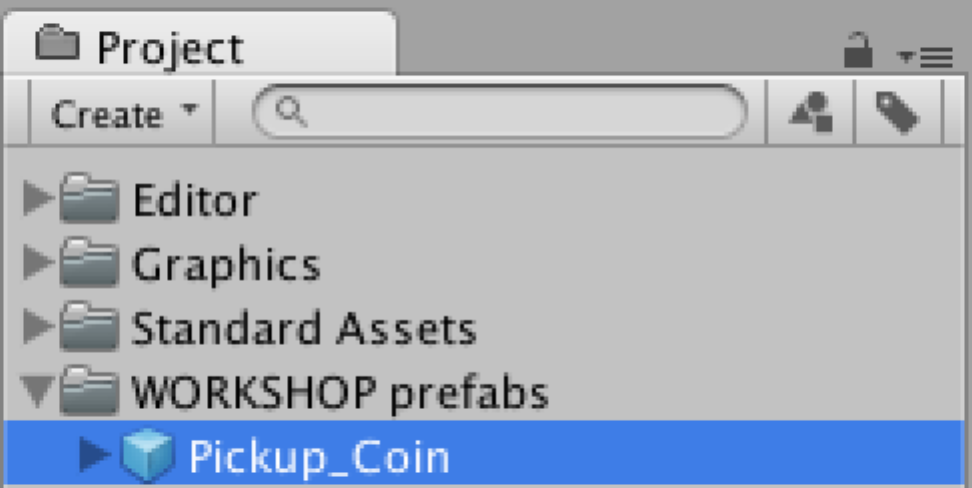 Project
Create
Editor
Graphics
Standard Assets
WORKSHOP prefabs
Pickup_Coin